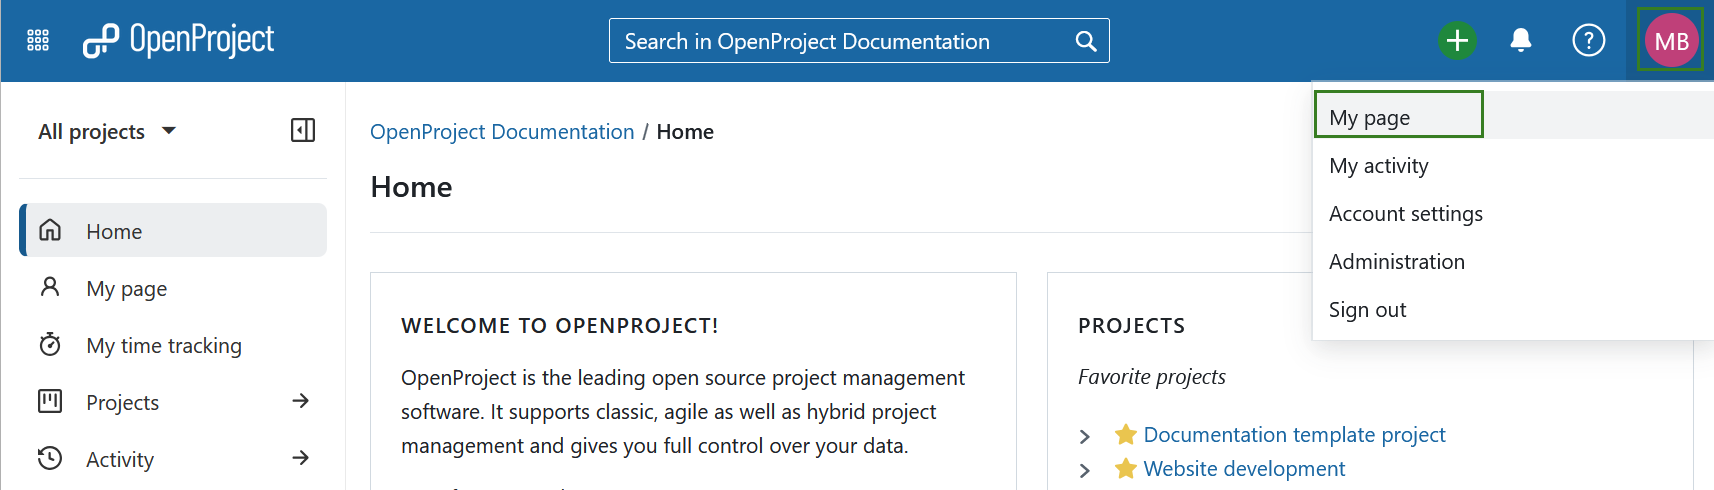 OpenProject
Search in OpenProject Documentation
MB
All projects
OpenProject Documentation / Home
Home
Home
My page
My time tracking
Projects
Activity
WELCOME TO OPENPROJECT!
OpenProject is the leading open source project management
software. It supports classic, agile as well as hybrid project
management and gives you full control over your data.
PROJECTS
Favorite projects
Documentation template project
Website development
My page
My activity
Account settings
Administration
Sign out